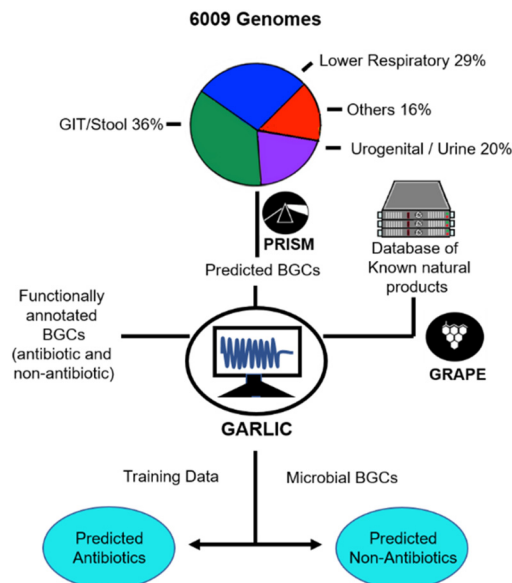 6009 Genomes
Lower Respiratory 29%
Others 16%
GIT/Stool 36%
Urogenital / Urine 20%
PRISM
Predicted BGCs
Database of
Known natural
products
Functionally
annotated
BGCs
(antibiotic and
non-antibiotic)
GRAPE
GARLIC
Training Data
Microbial BGCs
Predicted
Antibiotics
Predicted
Non-Antibiotics